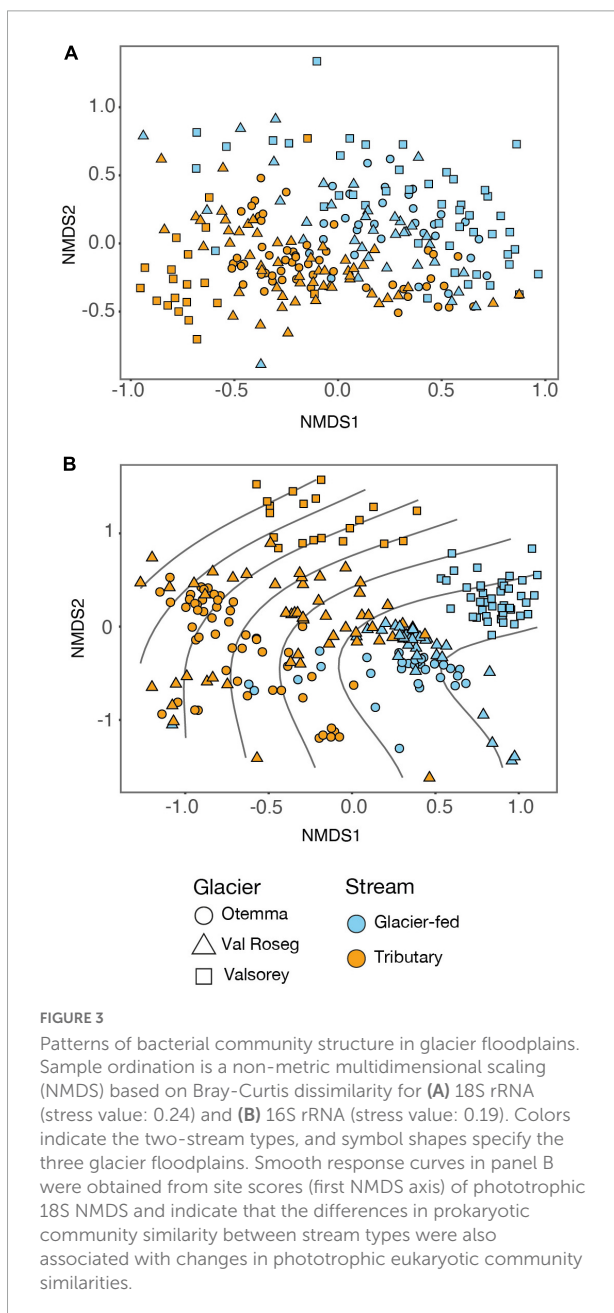 A
1.0
0.5
0.0
-0.5
NMDS2
-1.0
-0.5
0.0
0.5
1.0
NMDS1
B
1
0
-1
NMDS2
-1.0
-0.5
0.0
0.5
1.0
NMDS1
Glacier
Otemma
Val Roseg
Valsorey
Stream
Glacier-fed
Tributary
FIGURE 3
Patterns of bacterial community structure in glacier floodplains.
Sample ordination is a non-metric multidimensional scaling
(NMDS) based on Bray-Curtis dissimilarity for (A) 18S rRNA
(stress value: 0.24) and (B) 16S rRNA (stress value: 0.19). Colors
indicate the two-stream types, and symbol shapes specify the
three glacier floodplains. Smooth response curves in panel B
were obtained from site scores (first NMDS axis) of phototrophic
18S NMDS and indicate that the differences in prokaryotic
community similarity between stream types were also
associated with changes in phototrophic eukaryotic community
similarities.